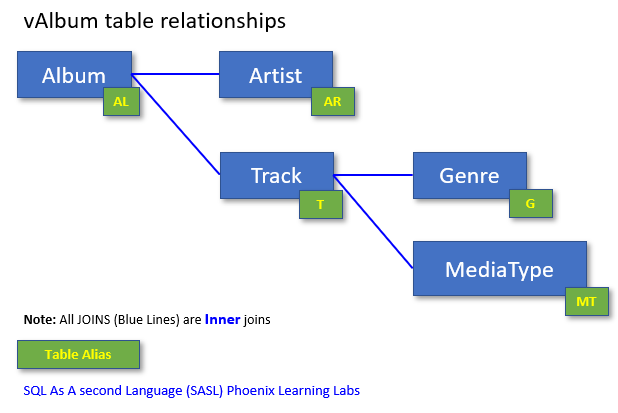 vAlbum table relationships
Album
Artist
AL
AR
Track
Genre
T
G
MediaType
MT
Note: All JOINS (Blue Lines) are Inner joins
Table Alias
SQL As A second Language (SASL) Phoenix Learning Labs